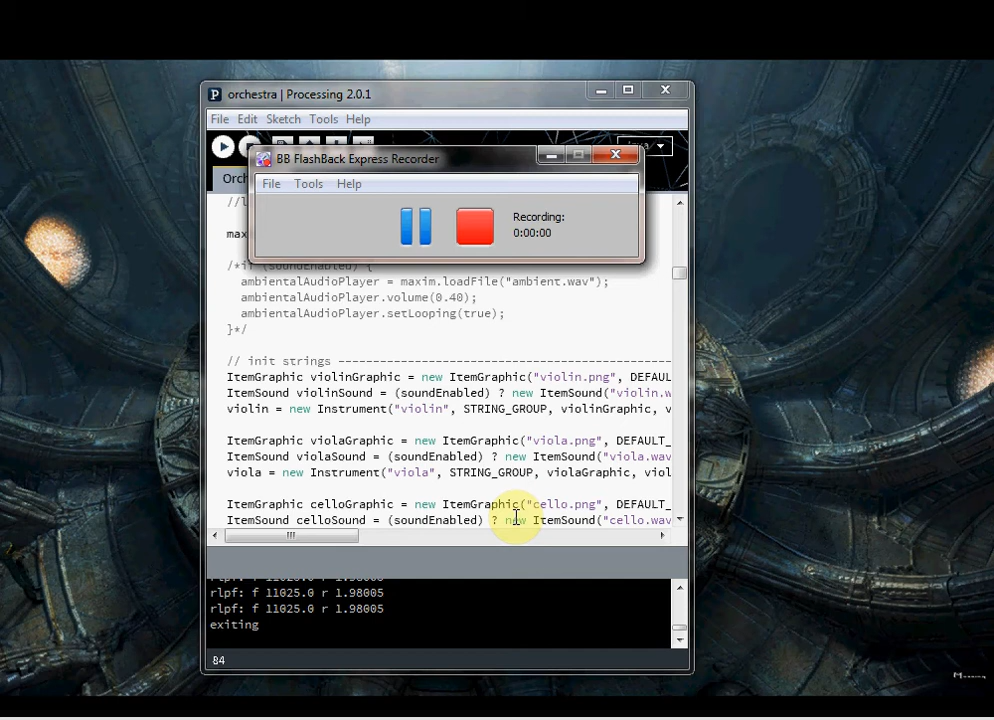 orchestra | Processing 2.0.1
File Edit Sketch Tools Help
BB FlashBack Express Recorder
File Tools Help
Recording:
0:00:00
/*if (soundEnabled) {
ambientalAudioPlayer = maxim.loadFile("ambient.wav");
ambientalAudioPlayer.volume(0.40);
ambientalAudioPlayer.setLooping(true);
}*/
// init strings
ItemGraphic violinGraphic = new ItemGraphic("violin.png", DEFAUL
ItemSound violinSound = (soundEnabled) ? new ItemSound("violin.w
violin = new Instrument("violin", STRING_GROUP, violinGraphic, v
ItemGraphic violaGraphic = new ItemGraphic("viola.png", DEFAULT_
ItemSound violaSound = (soundEnabled) ? new ItemSound("viola.wav
viola = new Instrument("viola", STRING_GROUP, violaGraphic, viol
ItemGraphic celloGraphic = new ItemGraphic("cello.png", DEFAULT_
ItemSound celloSound = (soundEnabled) ? new ItemSound("cello.wav
rlpf: f 11025.0 r 1.98005
rlpf: f 11025.0 r 1.98005
rlpf: f 11025.0 r 1.98005
exiting
84